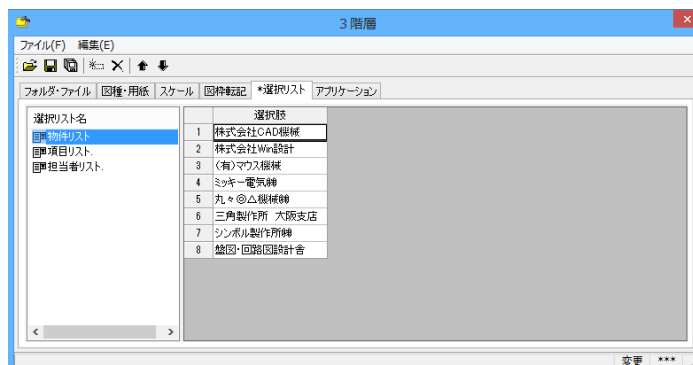 3階層
ファイル(F) 編集(E)
フォルダ・ファイル 図種・用紙 スケール 図枠転記 *選択リスト アプリケーション
選択リスト名
物件リスト
項目リスト.
担当者リスト.
選択肢
1 株式会社CAD機械
2 株式会社Win設計
3 (有)マウス機械
4 ミッキー電気㈱
5 丸々◎△機械㈱
6 三角製作所 大阪支店
7 シンボル製作所㈱
8 盤図・回路図設計舎
変更 ***